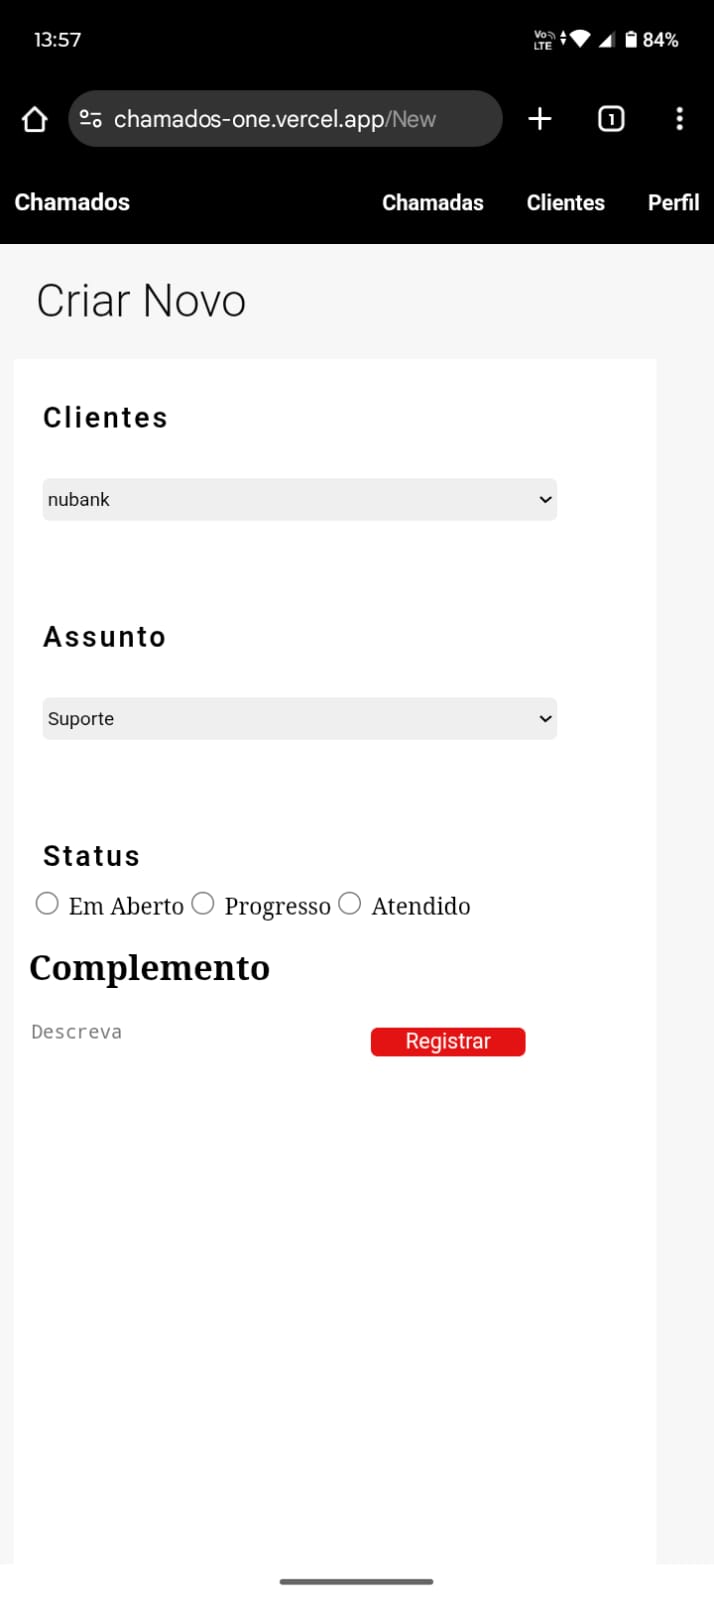 13:57 Vo LTE 84%
chamados-one.vercel.app/New 1
Chamados Chamadas Clientes Perfil
Criar Novo
Clientes
nubank
Assunto
Suporte
Status
Em Aberto Progresso Atendido
Complemento
Descreva Registrar